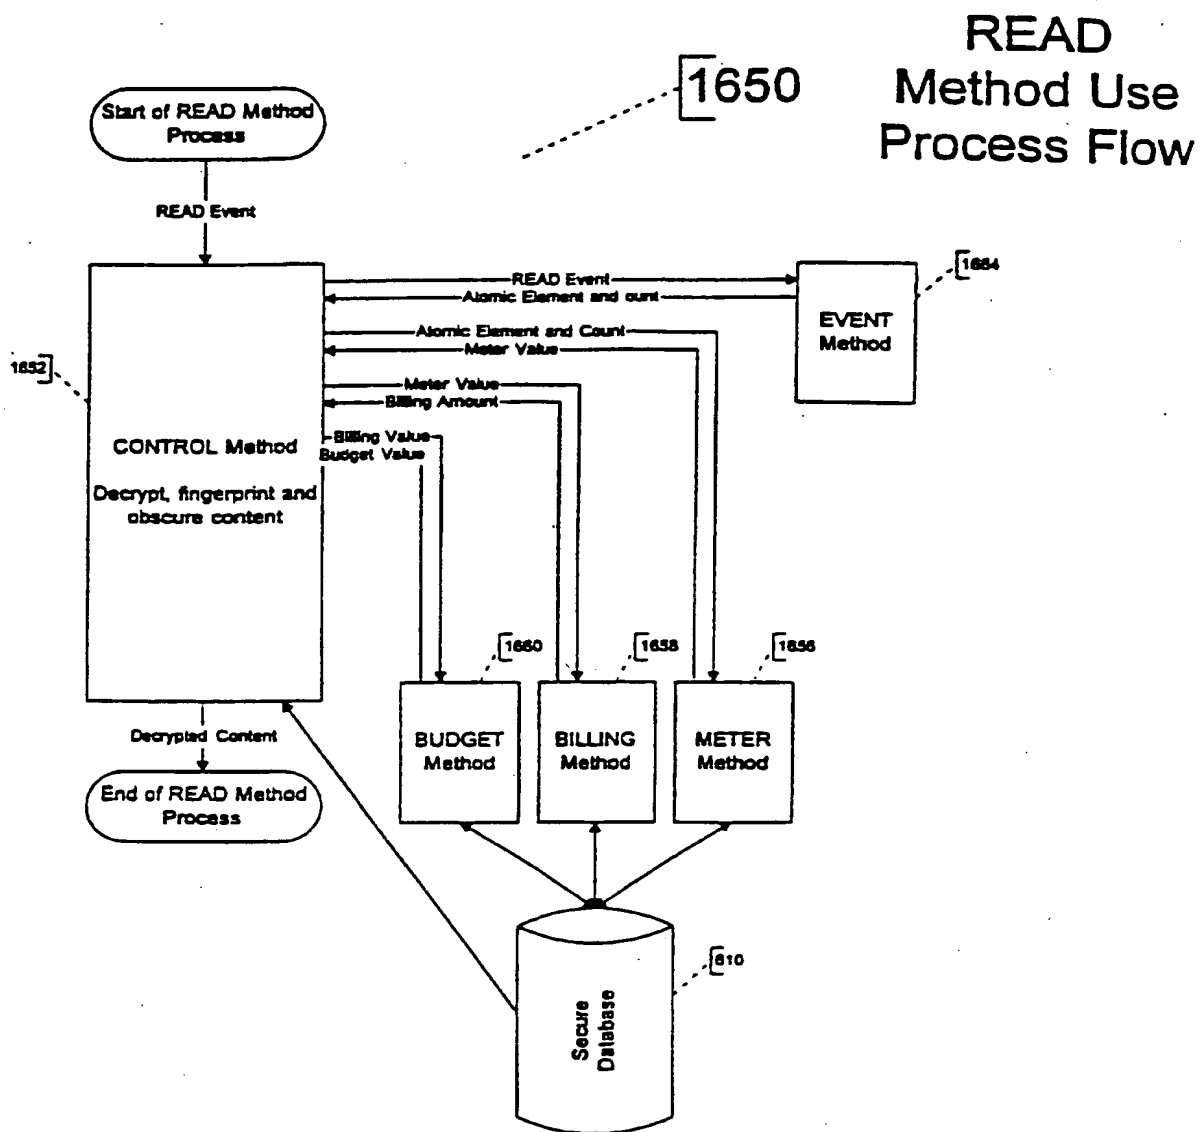 READ
Method Use
Process Flow
1650
Start of READ Method
Process
READ Event
READ Event
Atomic Element and ount
1664
EVENT
Method
Atomic Element and Count
Meter Value
1652
Meter Value
Billing Amount
Billing Value
Budget Value
CONTROL Method
Decrypt, fingerprint and
obscure content
1660
1658
1656
BUDGET
Method
BILLING
Method
METER
Method
Decrypted Content
End of READ Method
Process
610
Secure
Database